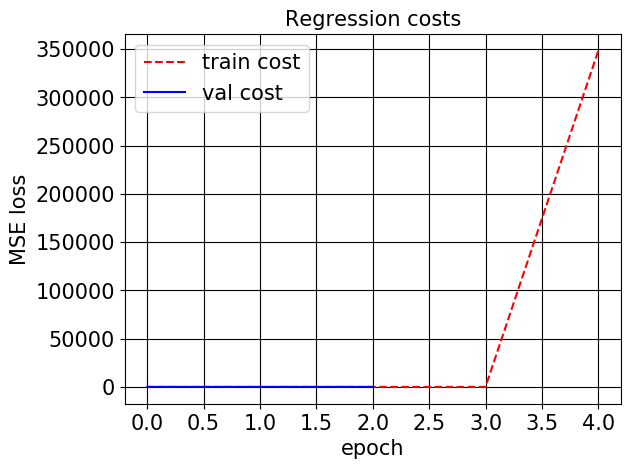 Regression costs
train cost
val cost
MSE loss
350000
300000
250000
200000
150000
100000
50000
0
0.0 0.5 1.0 1.5 2.0 2.5 3.0 3.5 4.0
epoch